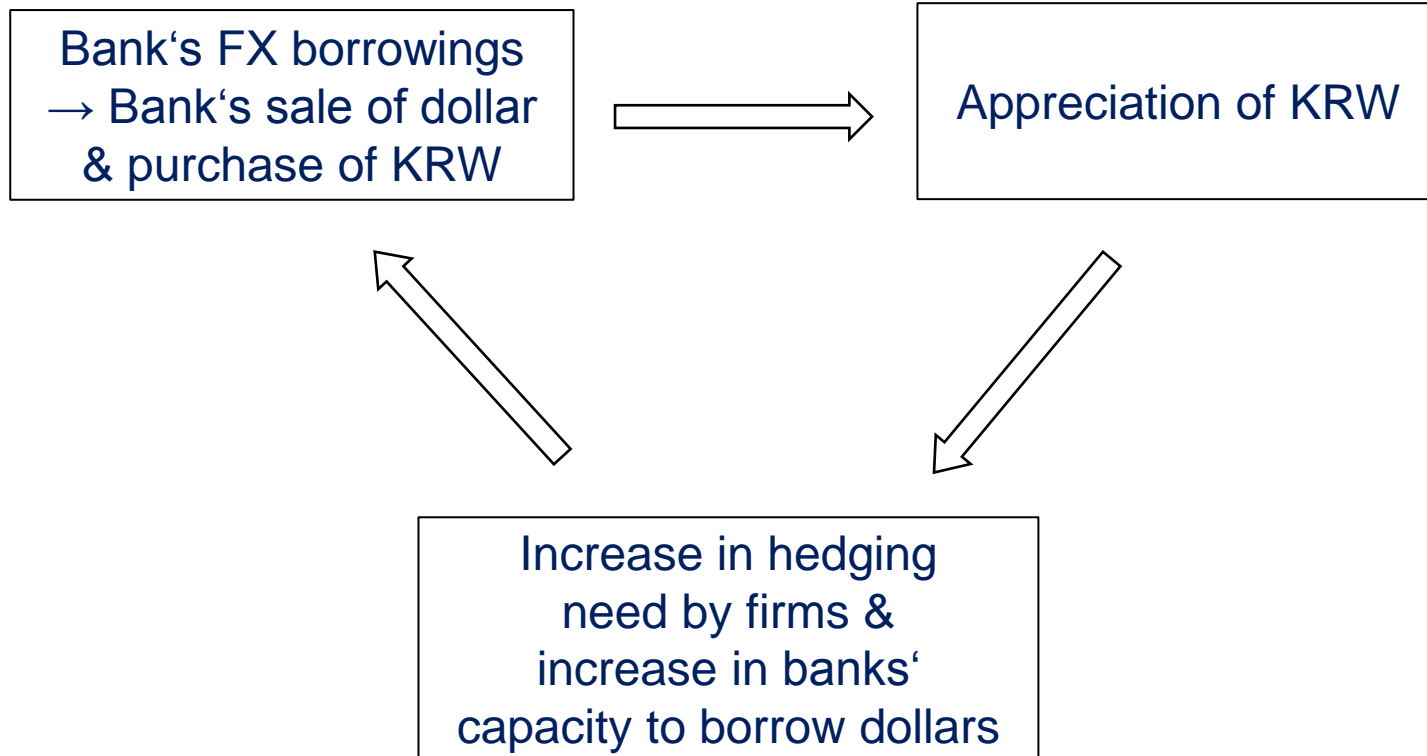 Bank‘s FX borrowings
→ Bank‘s sale of dollar
& purchase of KRW
Appreciation of KRW
Increase in hedging
need by firms &
increase in banks‘
capacity to borrow dollars